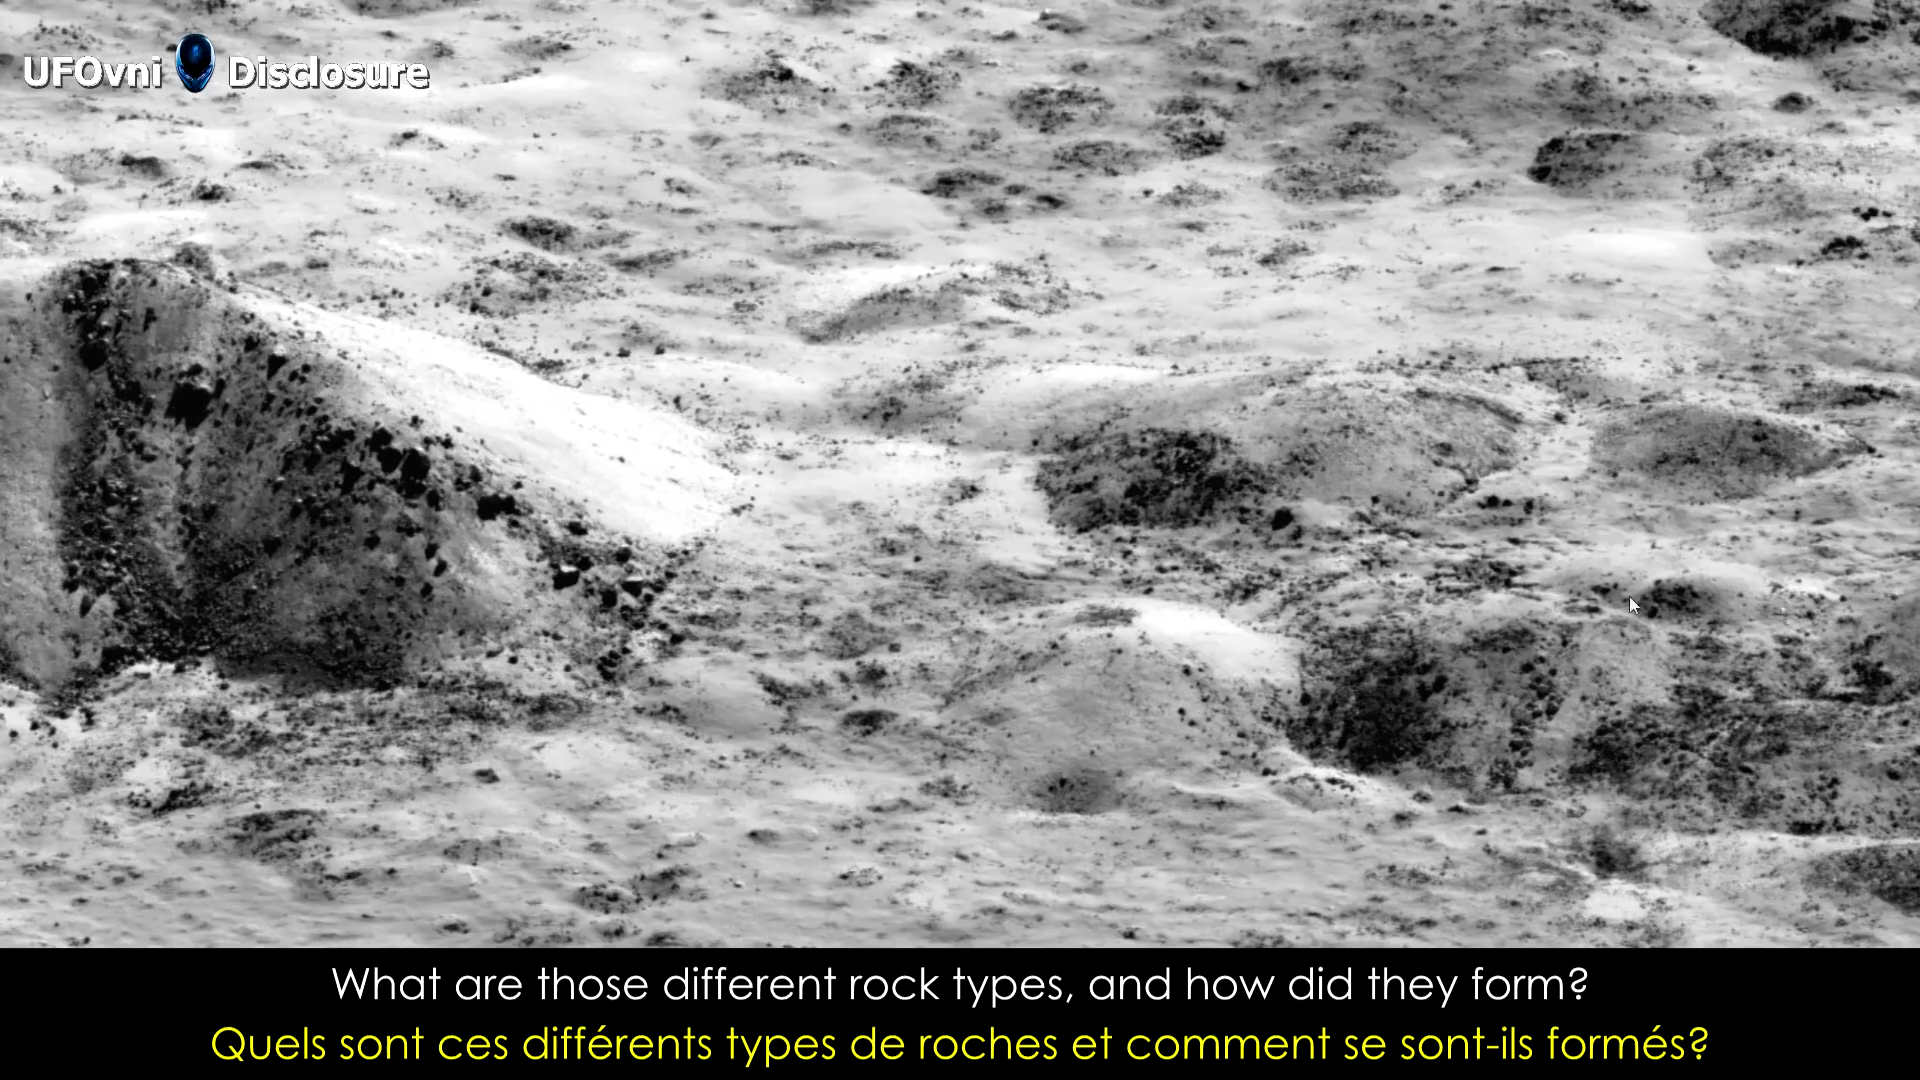 UFOvni Disclosure
What are those different rock types, and how did they form?
Quels sont ces différents types de roches et comment se sont-ils formés?